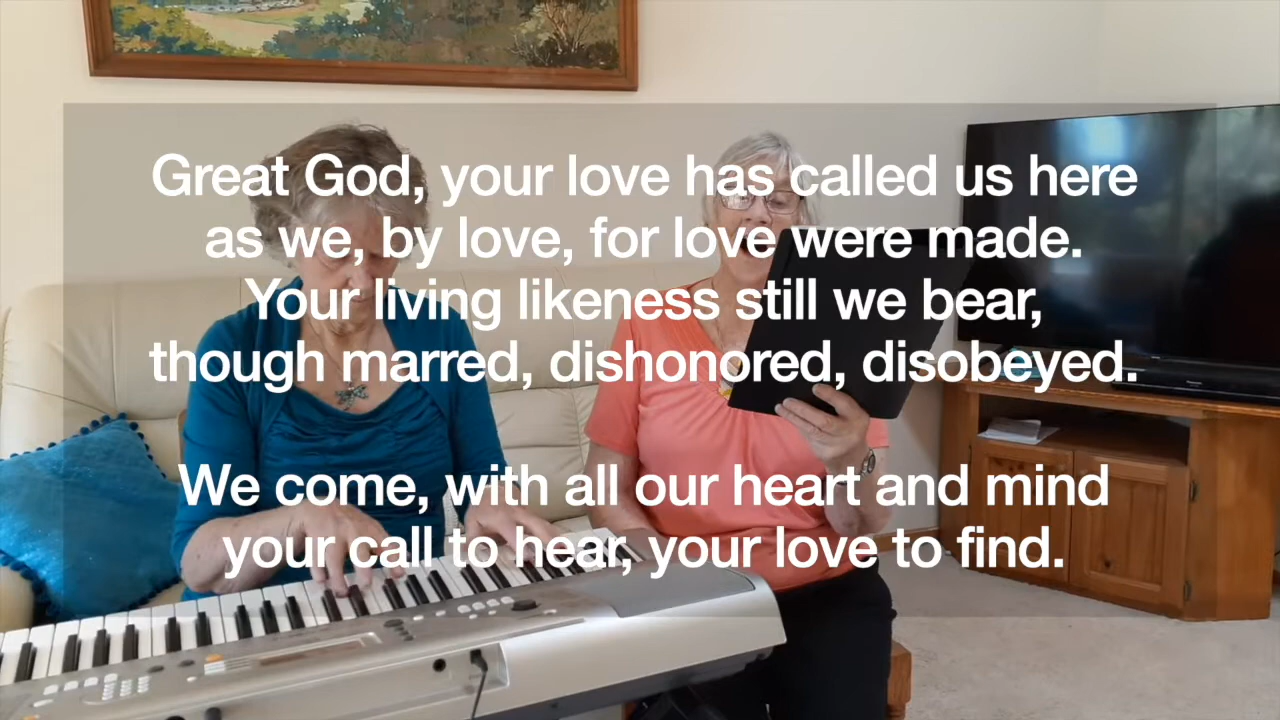 Great God, your love has called us here
as we, by love, for love were made.
Your living likeness still we bear,
though marred, dishonored, disobeyed.
We come, with all our heart and mind
your call to hear, your love to find.